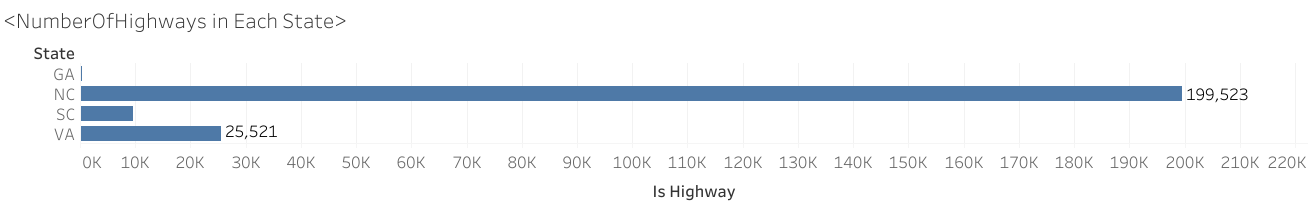 <NumberOfHighways in Each State>
State
GA
NC 199,523
SC
VA 25,521
0K 10K 20K 30K 40K 50K 60K 70K 80K 90K 100K 110K 120K 130K 140K 150K 160K 170K 180K 190K 200K 210K 220K
Is Highway